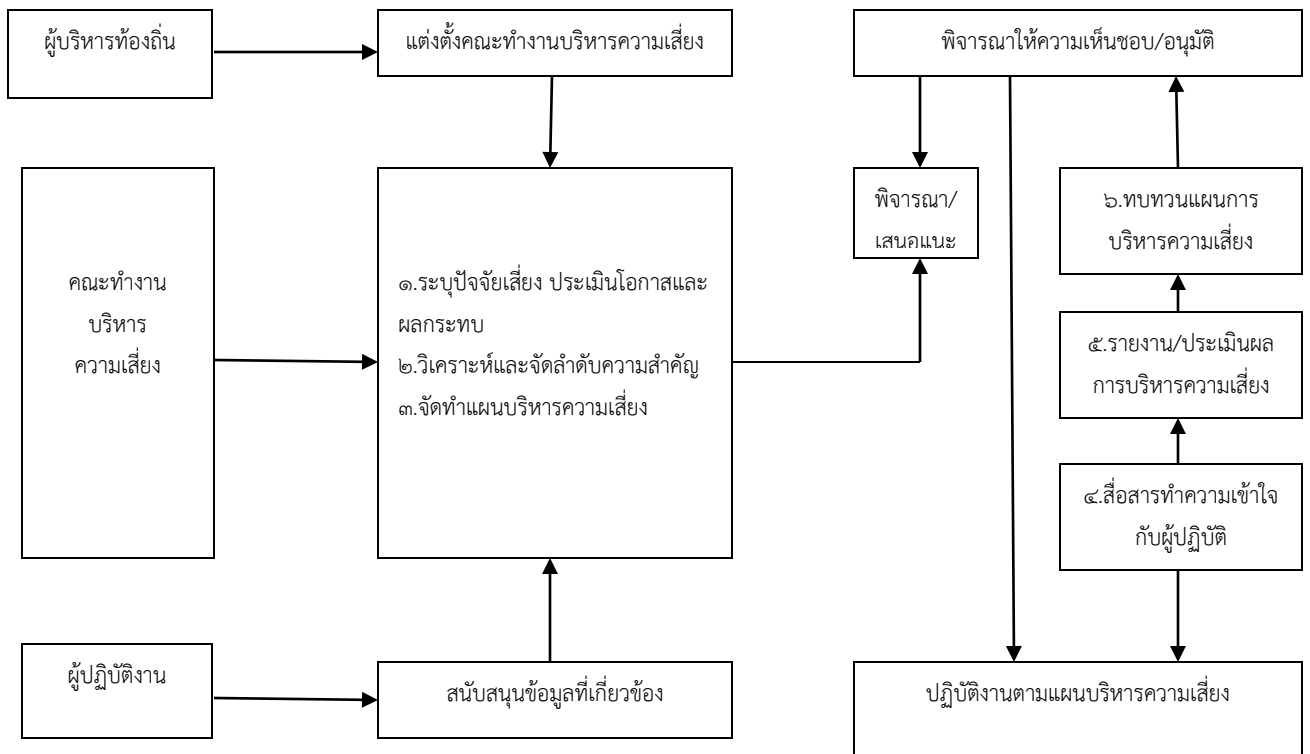 ผู้บริหารท้องถิ่น
แต่งตั้งคณะทำงานบริหารความเสี่ยง
พิจารณาให้ความเห็นชอบ/อนุมัติ
คณะทำงาน
บริหาร
ความเสี่ยง
๑.ระบุปัจจัยเสี่ยง ประเมินโอกาสและ
ผลกระทบ
๒.วิเคราะห์และจัดลำดับความสำคัญ
๓.จัดทำแผนบริหารความเสี่ยง
พิจารณา/
เสนอแนะ
๖.ทบทวนแผนการ
บริหารความเสี่ยง
๕.รายงาน/ประเมินผล
การบริหารความเสี่ยง
๔.สื่อสารทำความเข้าใจ
กับผู้ปฏิบัติ
ผู้ปฏิบัติงาน
สนับสนุนข้อมูลที่เกี่ยวข้อง
ปฏิบัติงานตามแผนบริหารความเสี่ยง